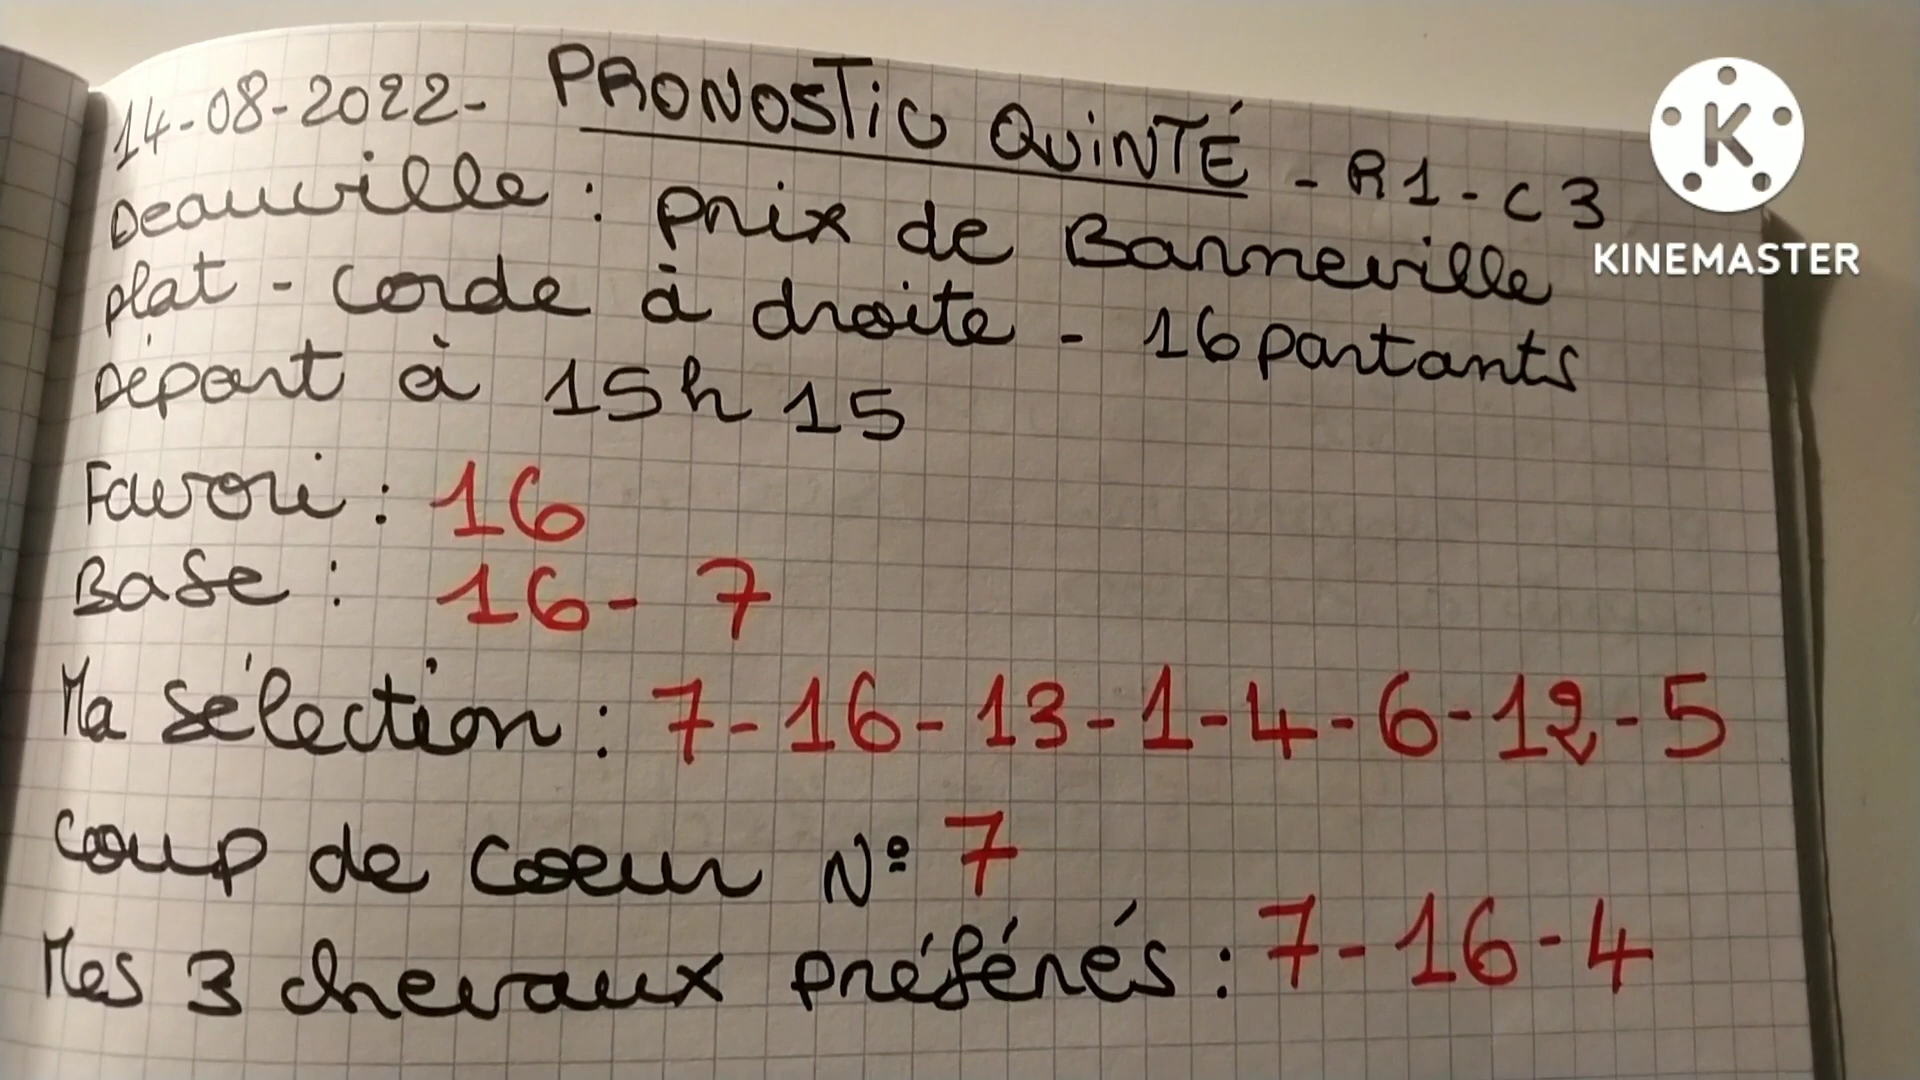 14-08-2022- PRONOSTIC QUINTÉ - R1 - C3
Deauville : prix de Barneville
plat - Corde à droite - 16 partants
Départ à 15h15
Favori : 16
Base : 16 - 7
Ma sélection : 7-16-13-1-4-6-12-5
Coup de coeur N° 7
Mes 3 chevaux préférés : 7-16-4
K
KINEMASTER